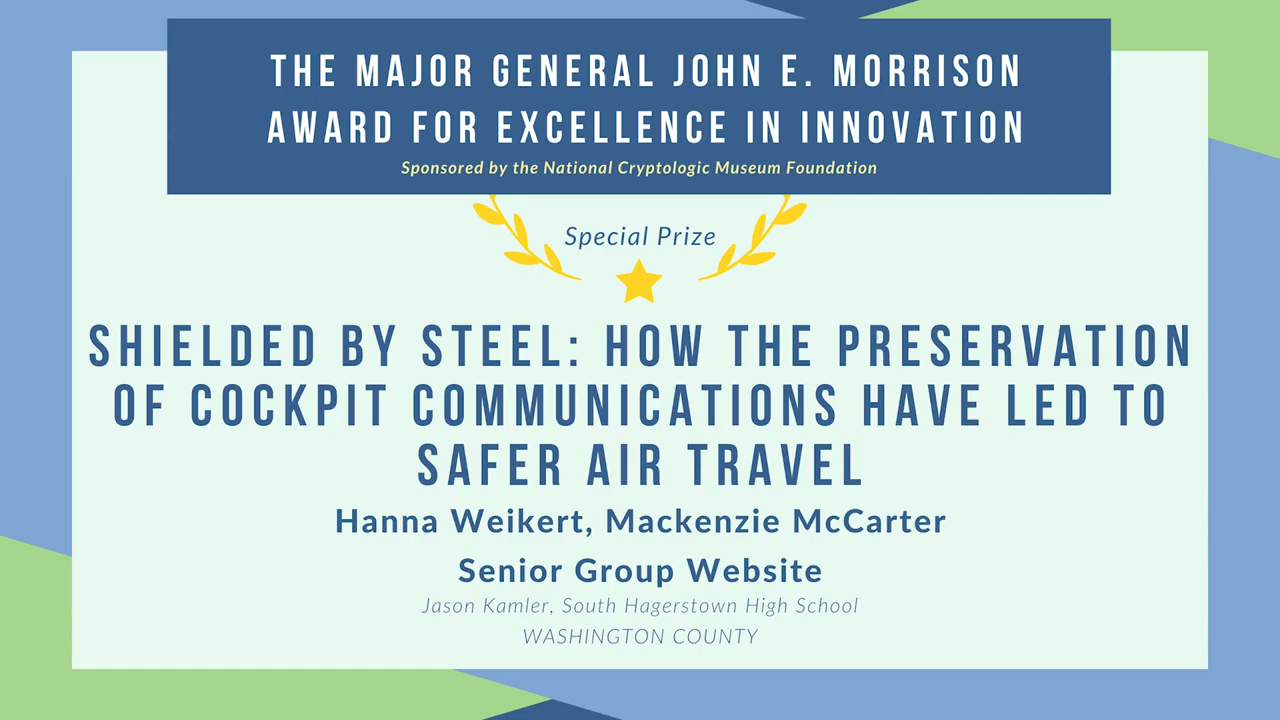 THE MAJOR GENERAL JOHN E. MORRISON
AWARD FOR EXCELLENCE IN INNOVATION
Sponsored by the National Cryptologic Museum Foundation
Special Prize
SHIELDED BY STEEL: HOW THE PRESERVATION
OF COCKPIT COMMUNICATIONS HAVE LED TO
SAFER AIR TRAVEL
Hanna Weikert, Mackenzie McCarter
Senior Group Website
Jason Kamler, South Hagerstown High School
WASHINGTON COUNTY